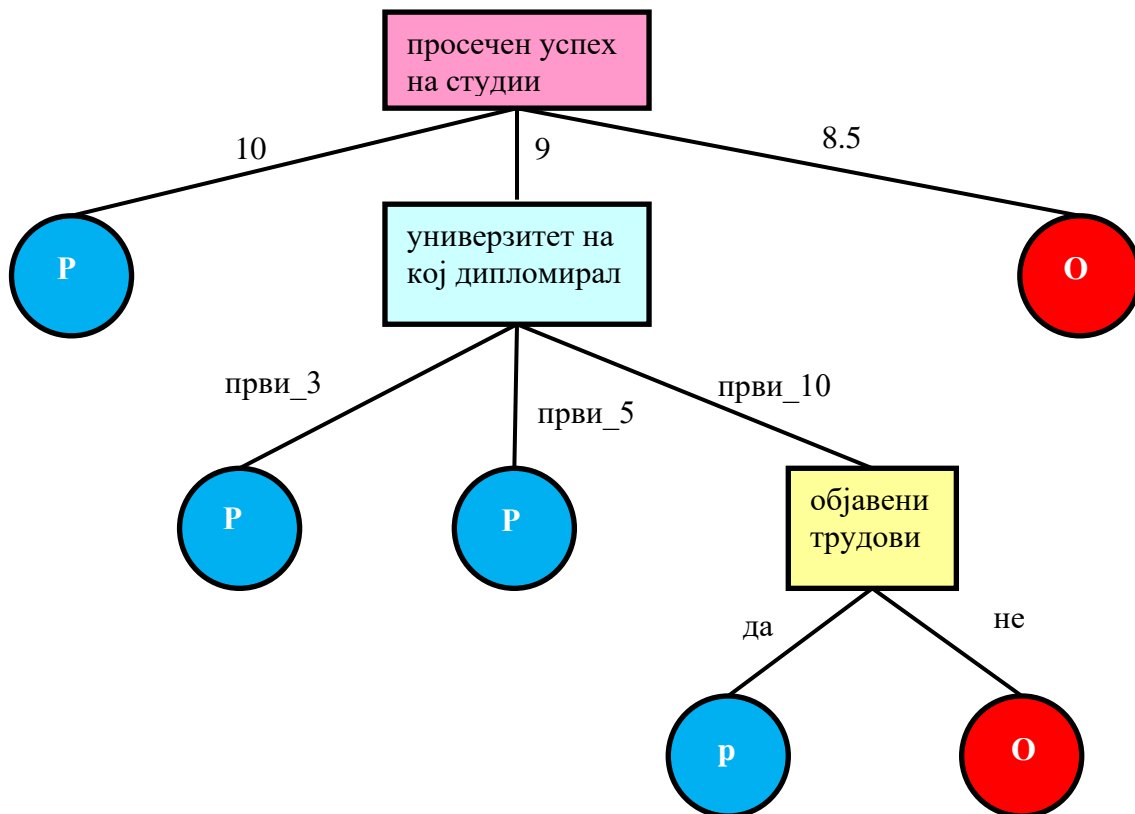 просечен успех
на студии
10
9
8.5
P
универзитет на
кој дипломирал
O
први_3
први_5
први_10
P
P
објавени
трудови
да
не
p
O